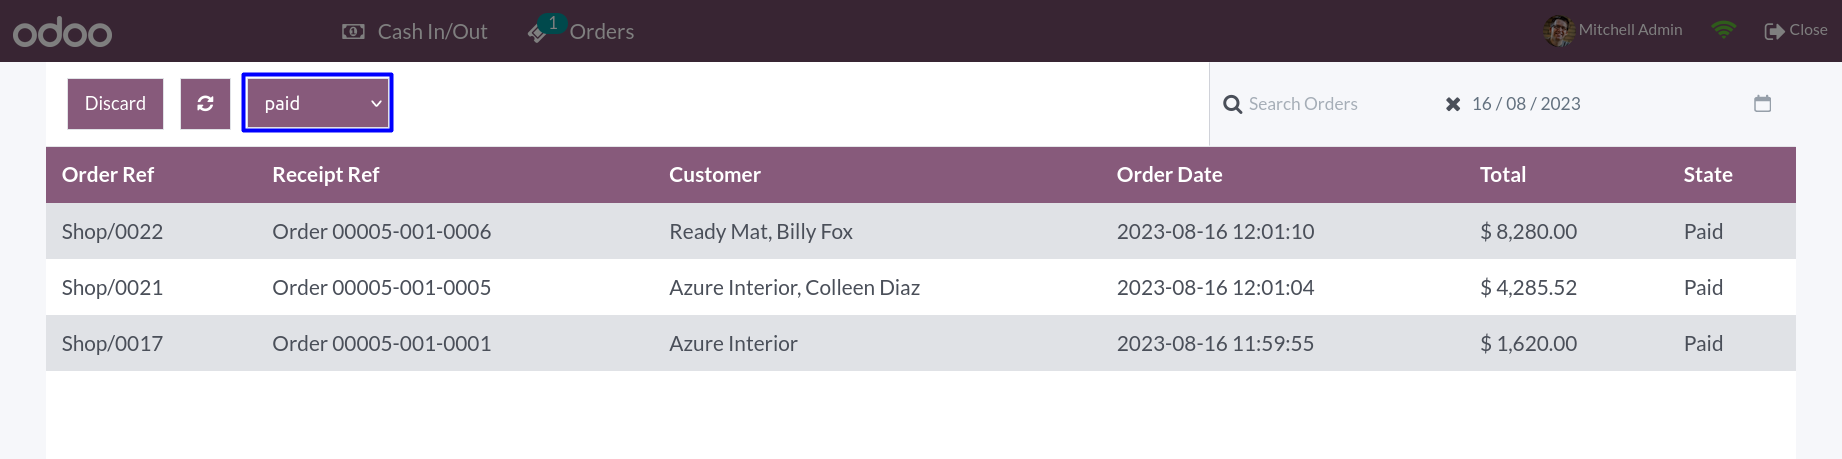 odoo Cash In/Out 1 Orders Mitchell Admin Close
Discard paid Search Orders 16 / 08 / 2023
Order Ref Receipt Ref Customer Order Date Total State
Shop/0022 Order 00005-001-0006 Ready Mat, Billy Fox 2023-08-16 12:01:10 $ 8,280.00 Paid
Shop/0021 Order 00005-001-0005 Azure Interior, Colleen Diaz 2023-08-16 12:01:04 $ 4,285.52 Paid
Shop/0017 Order 00005-001-0001 Azure Interior 2023-08-16 11:59:55 $ 1,620.00 Paid